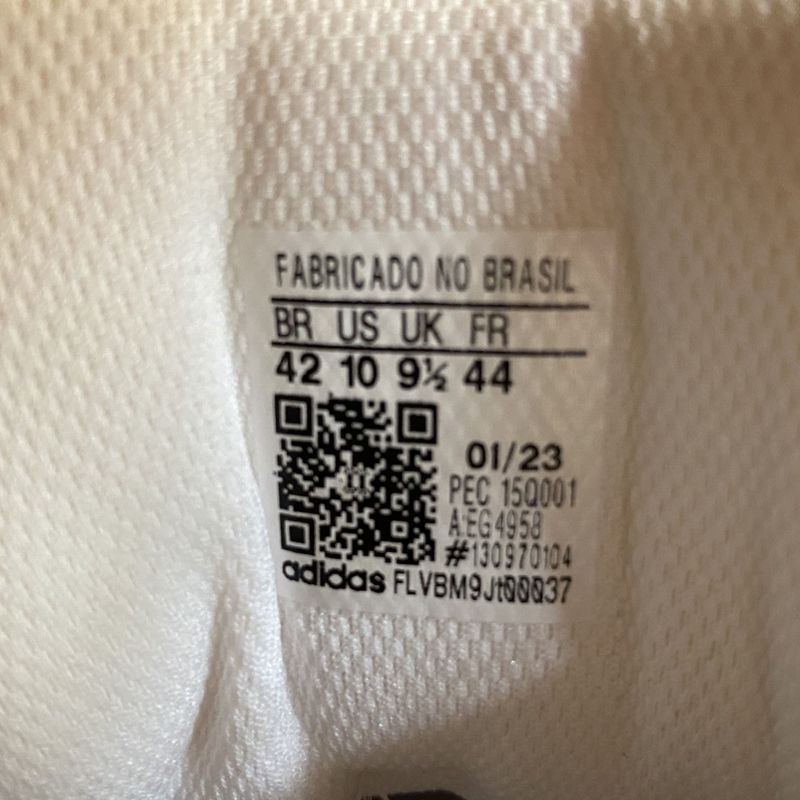 FABRICADO NO BRASIL
BR US UK FR
42 10 9½ 44
01/23
PEC 15Q001
A:EG4958
#130970104
adidas FLVBM9Jt00037